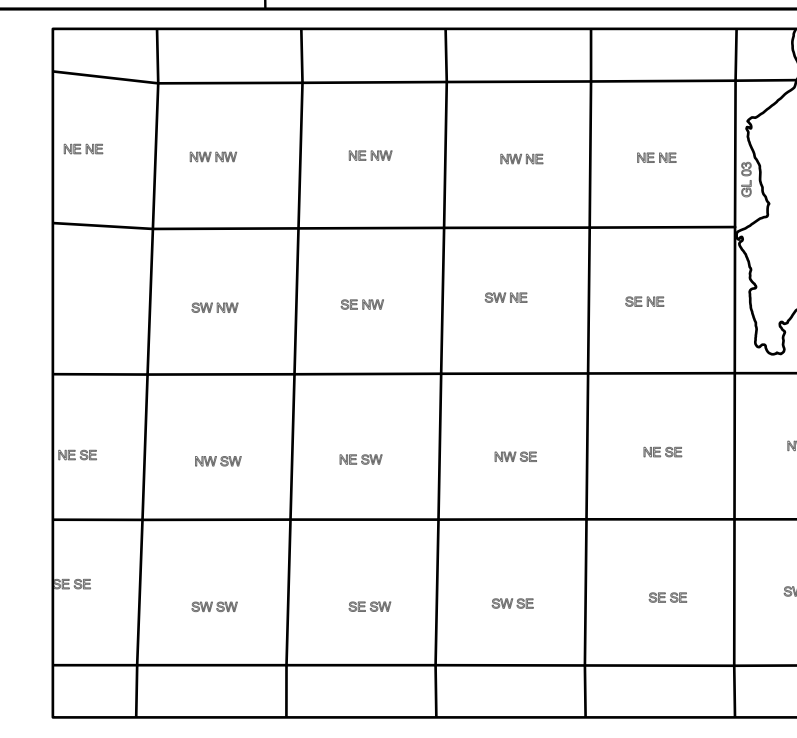 NE NE
NW NW
NE NW
NW NE
NE NE
GL 03
SW NW
SE NW
SW NE
SE NE
NE SE
NW SW
NE SW
NW SE
NE SE
SE SE
SW SW
SE SW
SW SE
SE SE